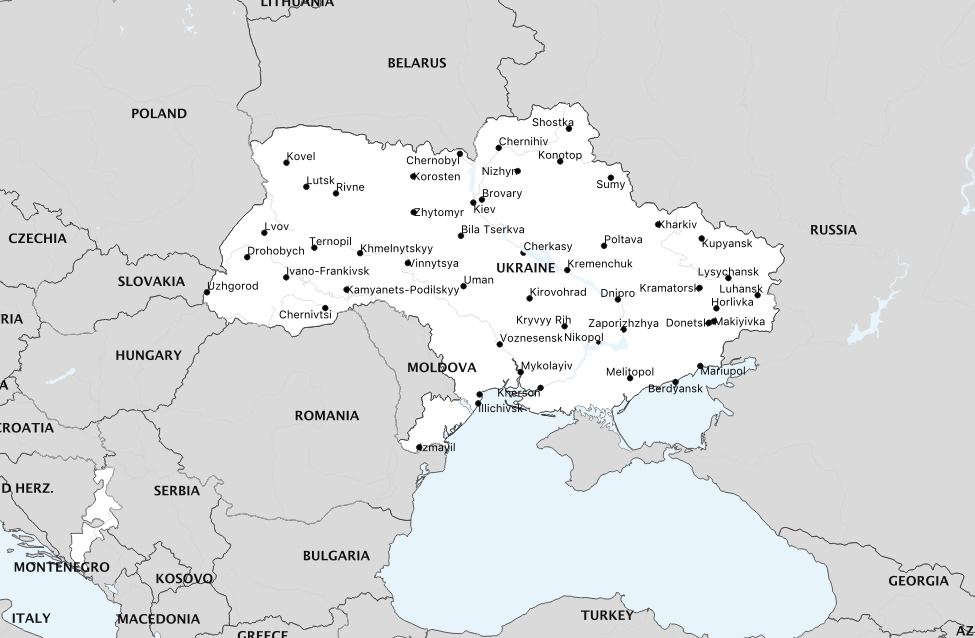 LITHUANIA
BELARUS
POLAND
Shostka
Chernihiv
Kovel
Chernobyl
Konotop
Nizhyn
Korosten
Lutsk
Rivne
Sumy
Brovary
Kiev
Zhytomyr
Lvov
Bila Tserkva
Kharkiv
RUSSIA
CZECHIA
Ternopil
Khmelnytskyy
Cherkasy
Poltava
Kupyansk
Drohobych
Vinnytsya
UKRAINE
Kremenchuk
Ivano-Frankivsk
Lysychansk
SLOVAKIA
Uzhgorod
Kamyanets-Podilskyy
Uman
Kirovohrad
Dnipro
Kramatorsk
Luhansk
Horlivka
Chernivtsi
RIA
Kryvyy Rih
Zaporizhzhya
Donetsk
Makiyivka
Voznesensk
Nikopol
HUNGARY
MOLDOVA
Mykolayiv
Melitopol
Mariupol
A
Kherson
Berdyansk
Illichivsk
ROMANIA
CROATIA
Izmayil
D HERZ.
SERBIA
BULGARIA
MONTENEGRO
KOSOVO
GEORGIA
ITALY
MACEDONIA
TURKEY
GREECE
AZ